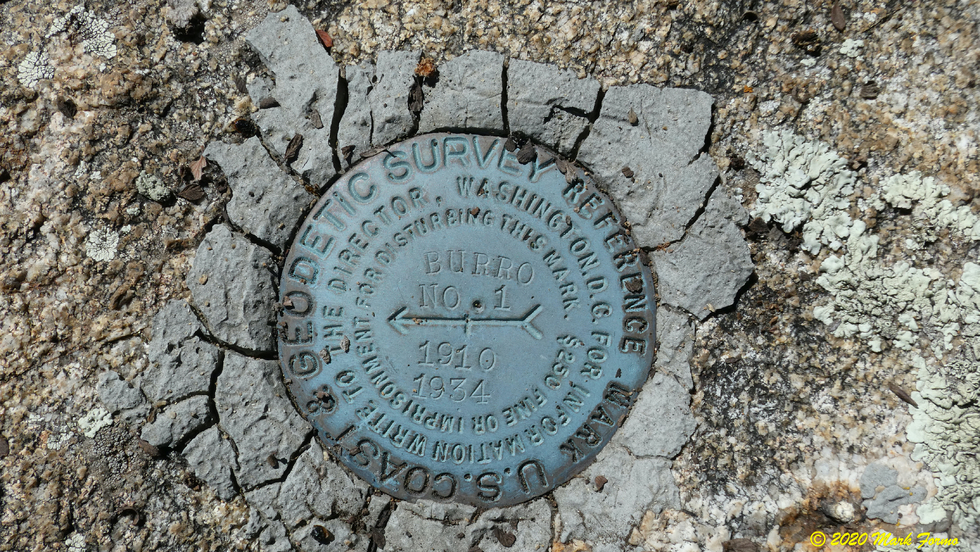 U.S. COAST & GEODETIC SURVEY REFERENCE MARK
FOR INFORMATION WRITE TO THE DIRECTOR, WASHINGTON, D.C.
$250 FINE OR IMPRISONMENT FOR DISTURBING THIS MARK.
BURRO
NO 1
1910
1934
© 2020 Mark Forma